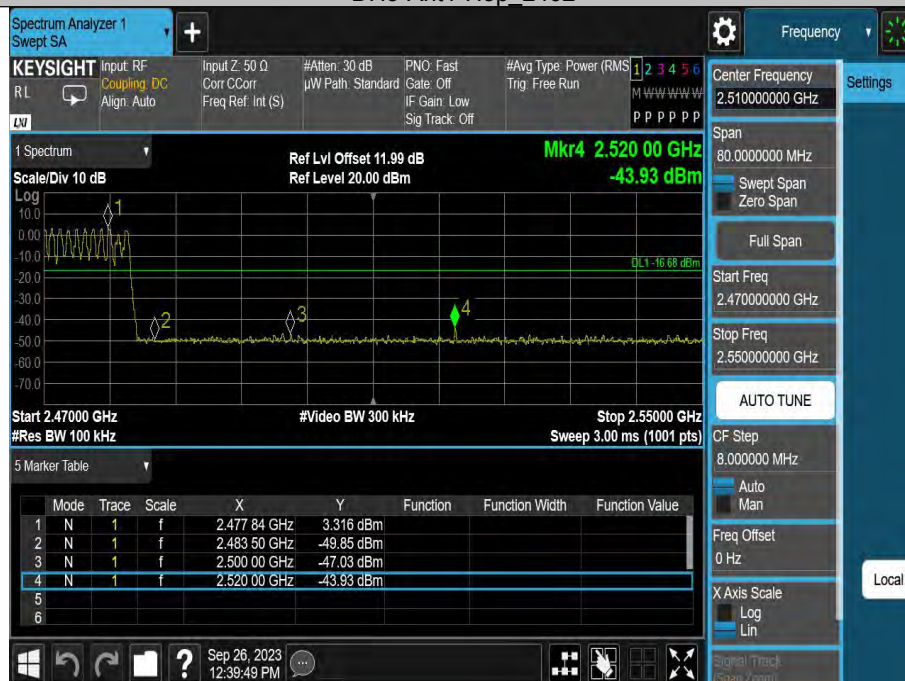 Spectrum Analyzer 1
Swept SA
+
Frequency
KEYSIGHT
RL
LXI
Input: RF
Coupling: DC
Align: Auto
Input Z: 50 Ω
Corr CCorr
Freq Ref: Int (S)
#Atten: 30 dB
µW Path: Standard
PNO: Fast
Gate: Off
IF Gain: Low
Sig Track: Off
#Avg Type: Power (RMS
Trig: Free Run
1 2 3 4 5 6
M W W W W W
P P P P P P
1 Spectrum
Scale/Div 10 dB
Ref Lvl Offset 11.99 dB
Ref Level 20.00 dBm
Mkr4 2.520 00 GHz
-43.93 dBm
Log
10.0
0.00
-10.0
-20.0
-30.0
-40.0
-50.0
-60.0
-70.0
1
2
3
4
DL1 -16.68 dBm
Start 2.47000 GHz
#Res BW 100 kHz
#Video BW 300 kHz
Stop 2.55000 GHz
Sweep 3.00 ms (1001 pts)
5 Marker Table
Mode Trace Scale X Y Function Function Width Function Value
1 N 1 f 2.477 84 GHz 3.316 dBm
2 N 1 f 2.483 50 GHz -49.85 dBm
3 N 1 f 2.500 00 GHz -47.03 dBm
4 N 1 f 2.520 00 GHz -43.93 dBm
5
6
Sep 26, 2023
12:39:49 PM
?
Center Frequency
2.510000000 GHz
Settings
Span
80.0000000 MHz
Swept Span
Zero Span
Full Span
Start Freq
2.470000000 GHz
Stop Freq
2.550000000 GHz
AUTO TUNE
CF Step
8.000000 MHz
Auto
Man
Freq Offset
0 Hz
X Axis Scale
Log
Lin
Local
Signal Track
(Span Zoom)